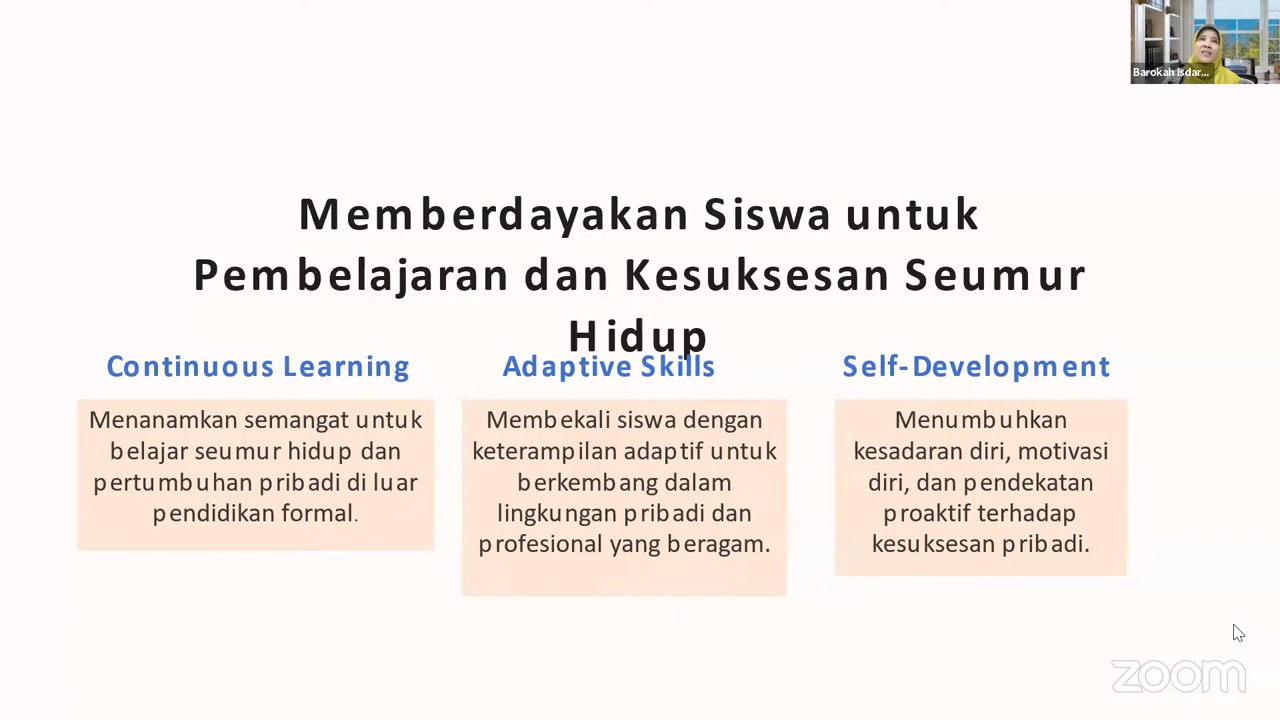 Barokah Isdar...
Memberdayakan Siswa untuk
Pembelajaran dan Kesuksesan Seumur
Hidup
Continuous Learning
Menanamkan semangat untuk
belajar seumur hidup dan
pertumbuhan pribadi di luar
pendidikan formal.
Adaptive Skills
Membekali siswa dengan
keterampilan adaptif untuk
berkembang dalam
lingkungan pribadi dan
profesional yang beragam.
Self-Development
Menumbuhkan
kesadaran diri, motivasi
diri, dan pendekatan
proaktif terhadap
kesuksesan pribadi.
zoom